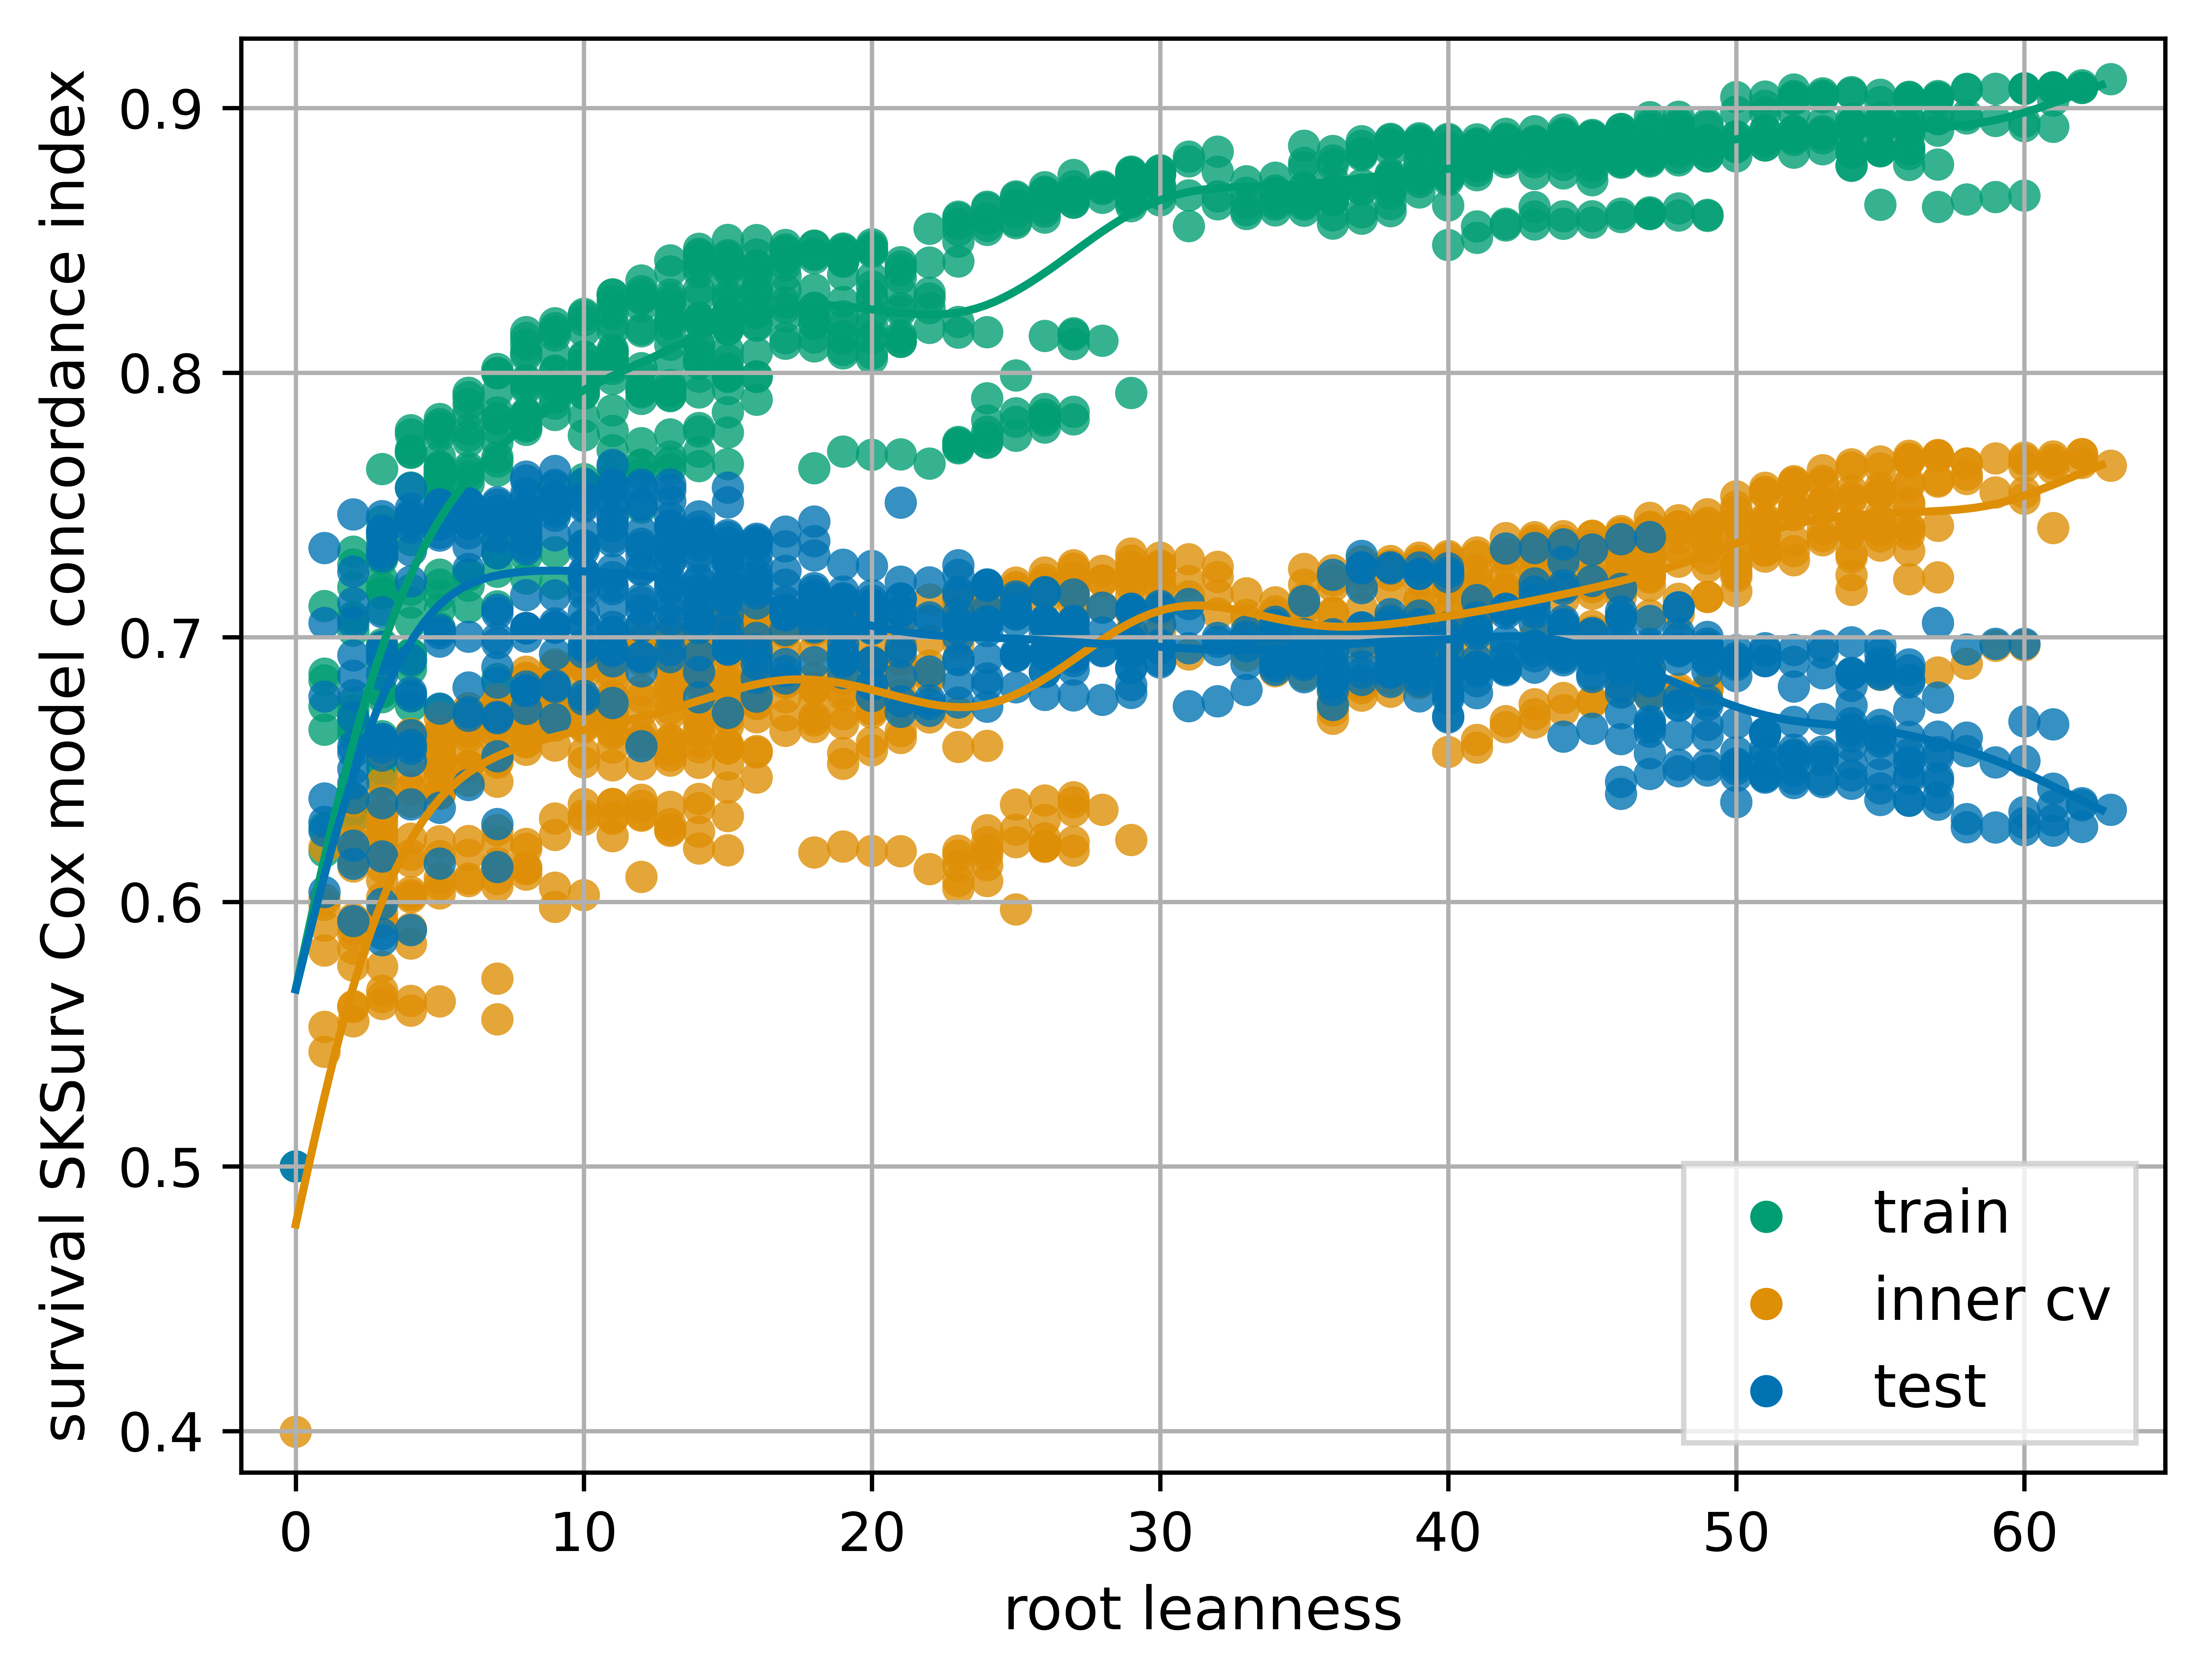 survival SKSurv Cox model concordance index
0.9
0.8
0.7
0.6
0.5
0.4
0
10
20
30
40
50
60
root leanness
train
inner cv
test